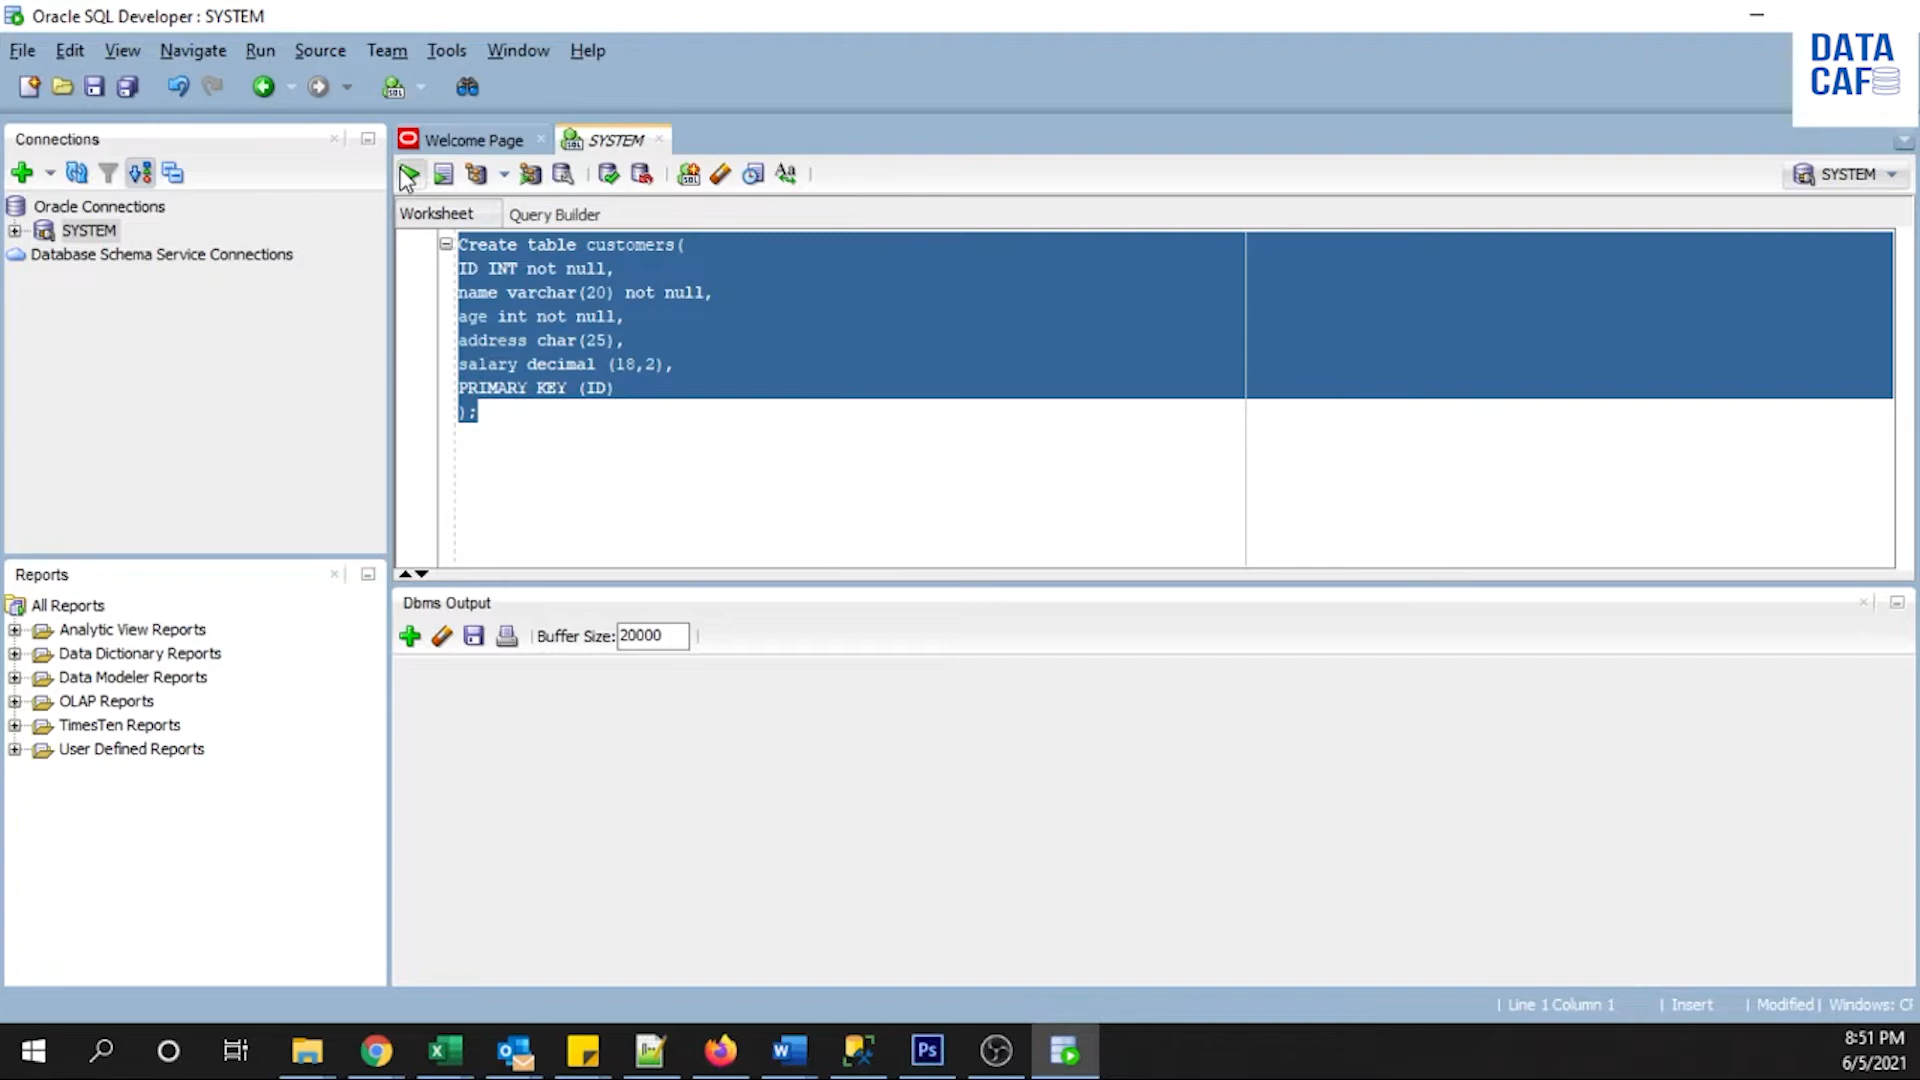 Oracle SQL Developer : SYSTEM
File Edit View Navigate Run Source Team Tools Window Help
DATA
CAF
Connections
Welcome Page
SYSTEM
SYSTEM
Oracle Connections
SYSTEM
Database Schema Service Connections
Worksheet
Query Builder
Create table customers(
ID INT not null,
name varchar(20) not null,
age int not null,
address char(25),
salary decimal (18,2),
PRIMARY KEY (ID)
);
Reports
All Reports
Analytic View Reports
Data Dictionary Reports
Data Modeler Reports
OLAP Reports
TimesTen Reports
User Defined Reports
Dbms Output
Buffer Size: 20000
| Line 1 Column 1 | Insert | Modified | Windows: CF
8:51 PM
6/5/2021